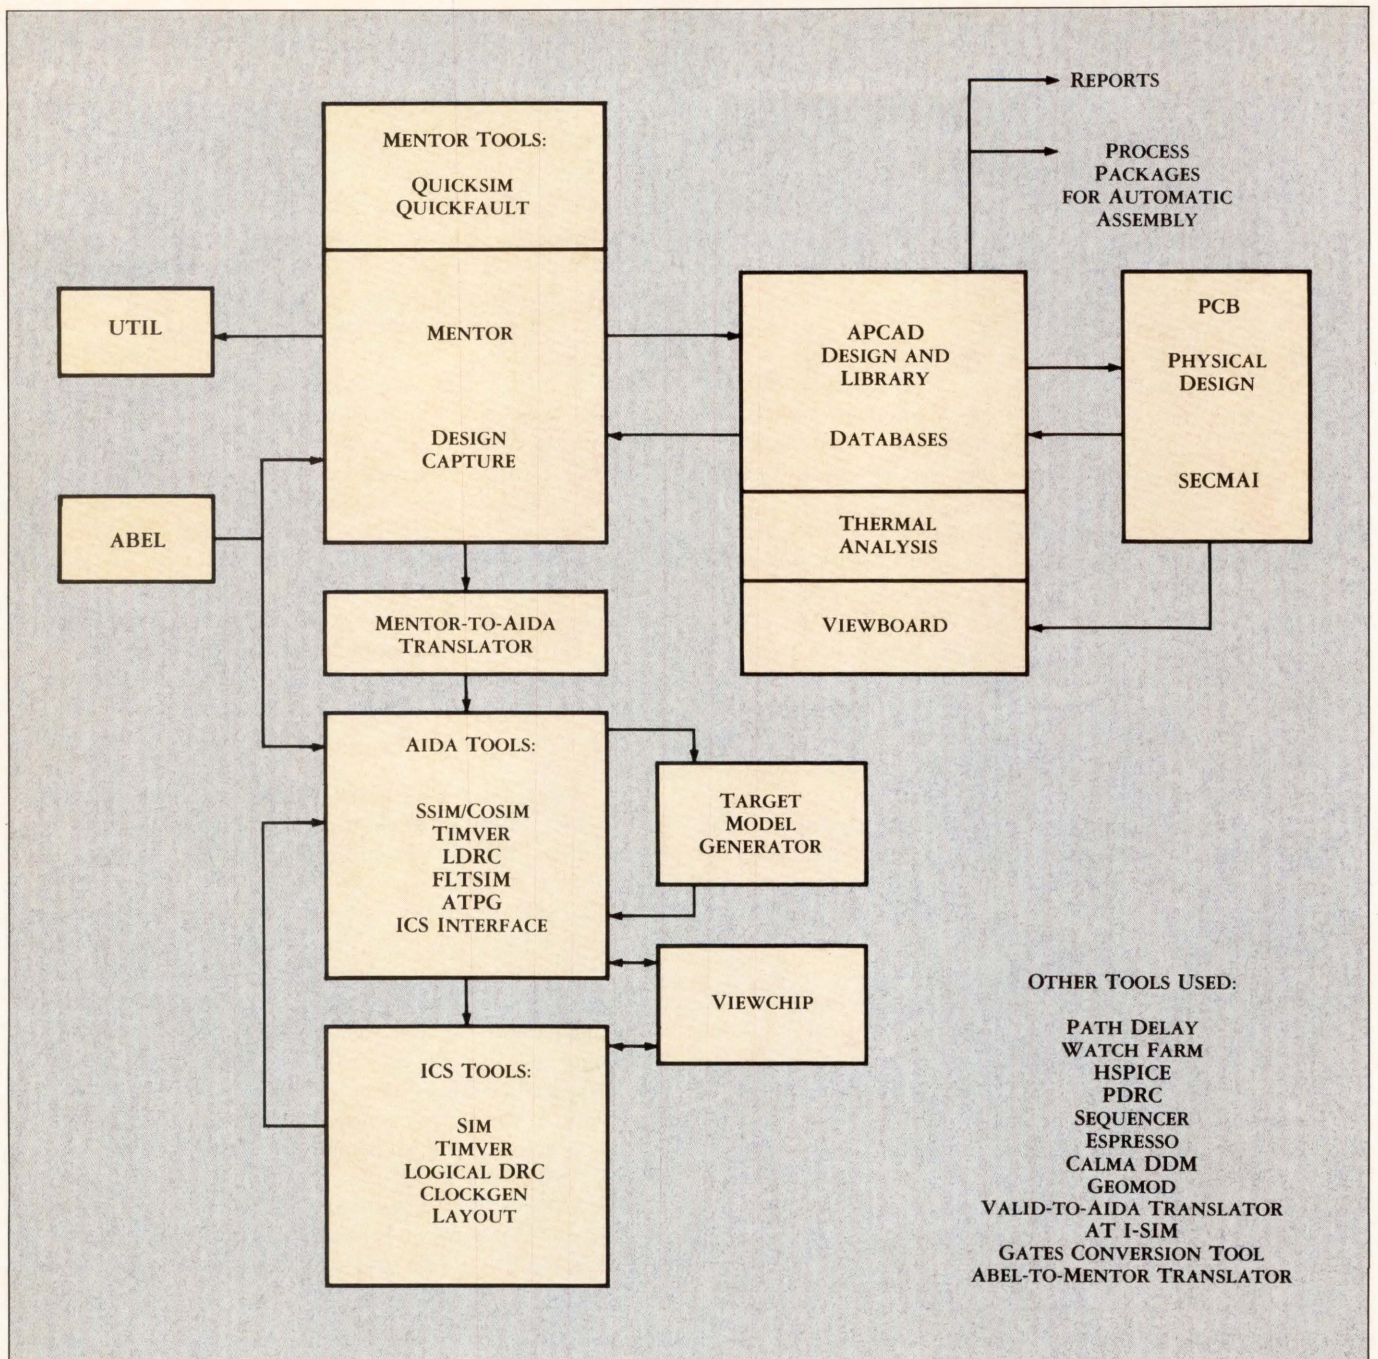 REPORTS
PROCESS
PACKAGES
FOR AUTOMATIC
ASSEMBLY
MENTOR TOOLS:
QUICKSIM
QUICKFAULT
MENTOR
DESIGN
CAPTURE
UTIL
ABEL
APCAD
DESIGN AND
LIBRARY
DATABASES
THERMAL
ANALYSIS
VIEWBOARD
PCB
PHYSICAL
DESIGN
SECMAI
MENTOR-TO-AIDA
TRANSLATOR
AIDA TOOLS:
SSIM/COSIM
TIMVER
LDRC
FLTSIM
ATPG
ICS INTERFACE
TARGET
MODEL
GENERATOR
VIEWCHIP
ICS TOOLS:
SIM
TIMVER
LOGICAL DRC
CLOCKGEN
LAYOUT
OTHER TOOLS USED:
PATH DELAY
WATCH FARM
HSPICE
PDRC
SEQUENCER
ESPRESSO
CALMA DDM
GEOMOD
VALID-TO-AIDA TRANSLATOR
AT I-SIM
GATES CONVERSION TOOL
ABEL-TO-MENTOR TRANSLATOR